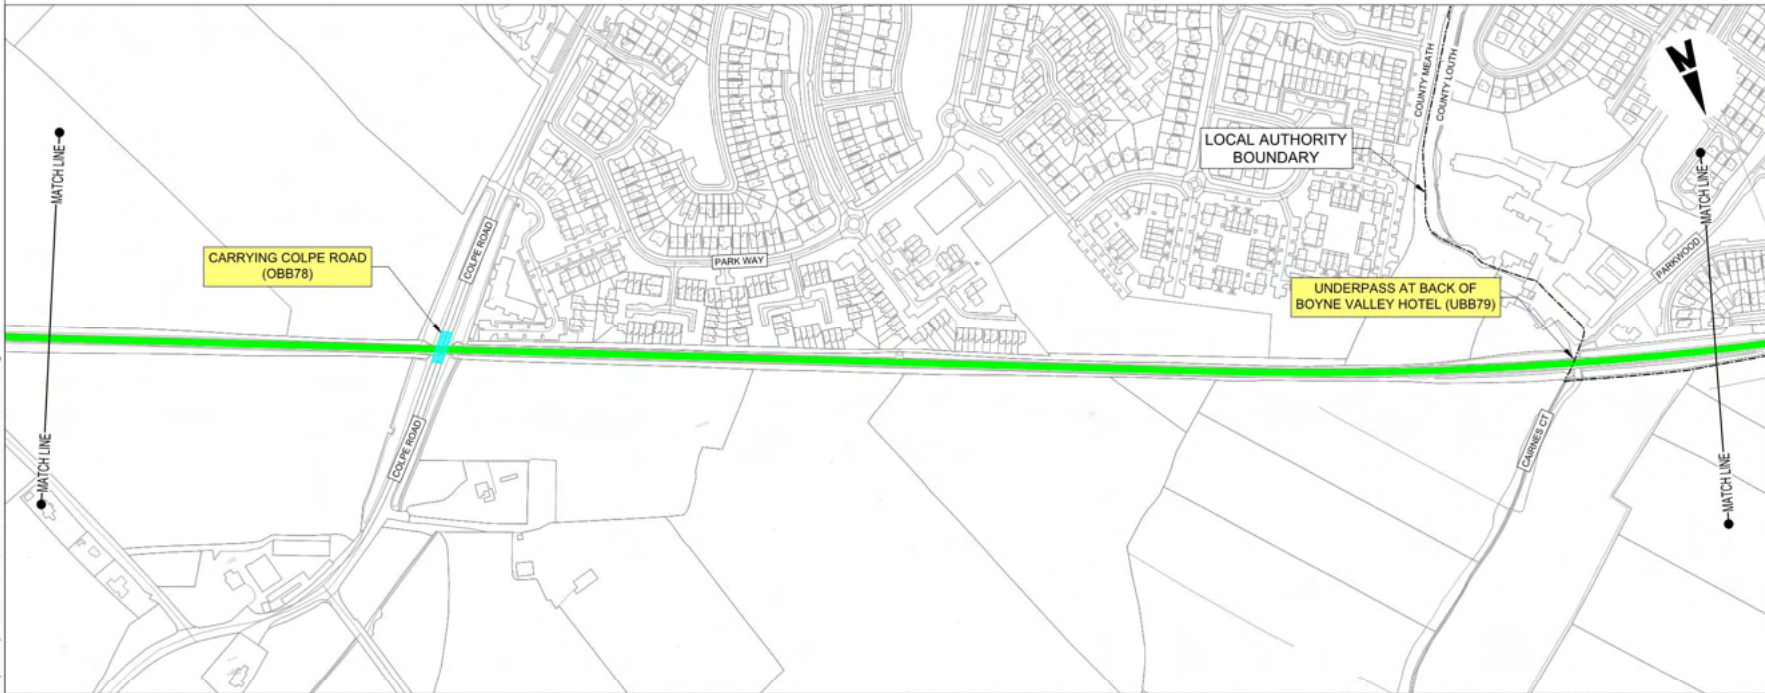 COUNTY MEATH
COUNTY LOUTH
N
LOCAL AUTHORITY
BOUNDARY
MATCH LINE
MATCH LINE
COLPE ROAD
CARRYING COLPE ROAD
(OBB78)
PARK WAY
PARKWOOD
UNDERPASS AT BACK OF
BOYNE VALLEY HOTEL (UBB79)
COLPE ROAD
CAIRNES CT
MATCH LINE
MATCH LINE